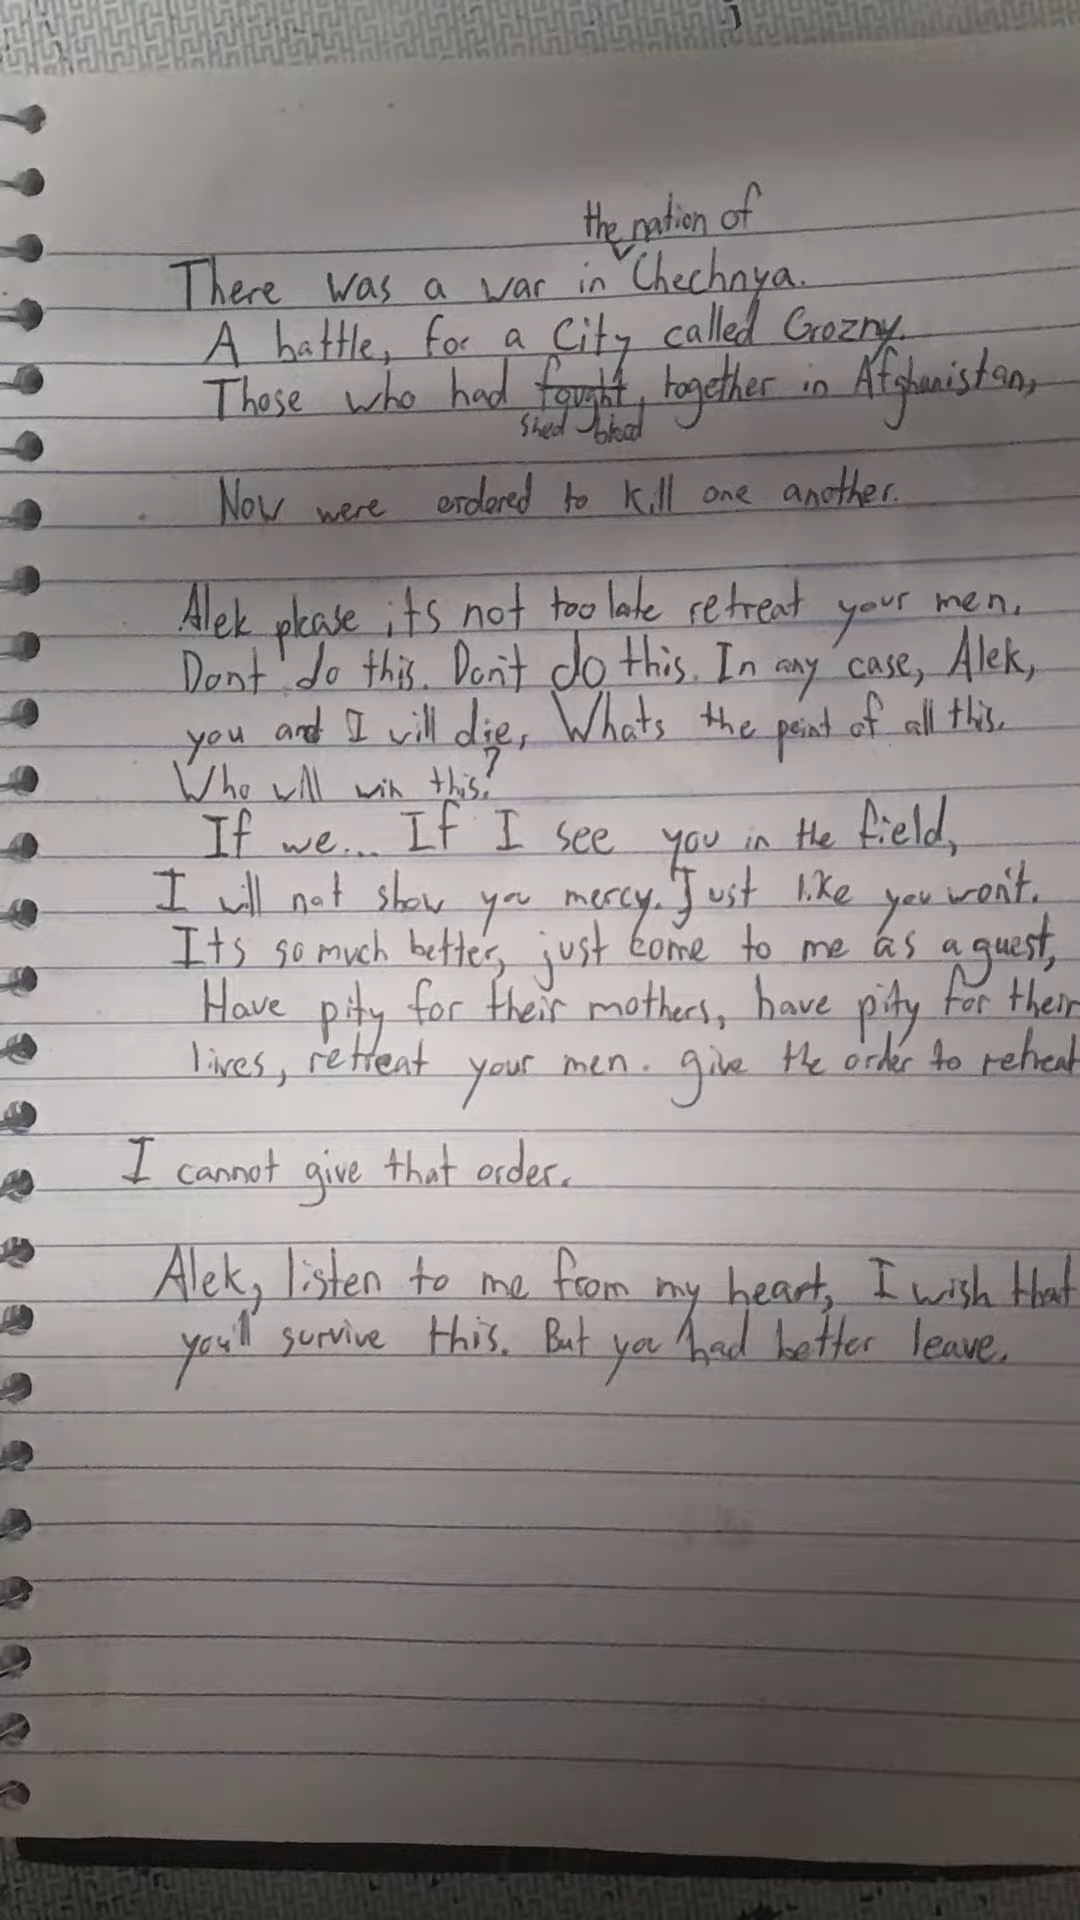 the nation of
There was a war in Chechnya.
A battle, for a City called Grozny.
Those who had fought, together in Afghanistan,
shed blood
Now were ordered to kill one another.
Alek please its not too late retreat your men.
Dont do this. Don't do this. In any case, Alek,
you and I will die, Whats the point of all this.
Who will win this?
If we... If I see you in the field,
I will not show you mercy. Just like you won't.
Its so much better, just come to me as a guest,
Have pity for their mothers, have pity for their
lives, retreat your men. give the order to retreat
I cannot give that order.
Alek, listen to me from my heart, I wish that
you'll survive this. But you had better leave.